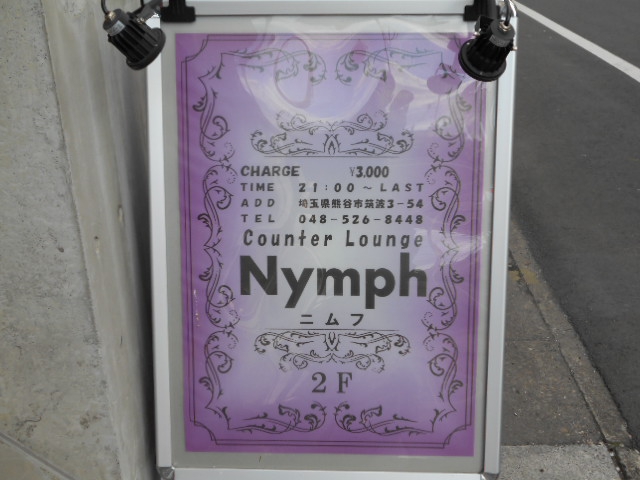 CHARGE ¥3,000
TIME 21:00～LAST
ADD 埼玉県熊谷市筑波3-54
TEL 048-526-8448
Counter Lounge
Nymph
ニムフ
2F